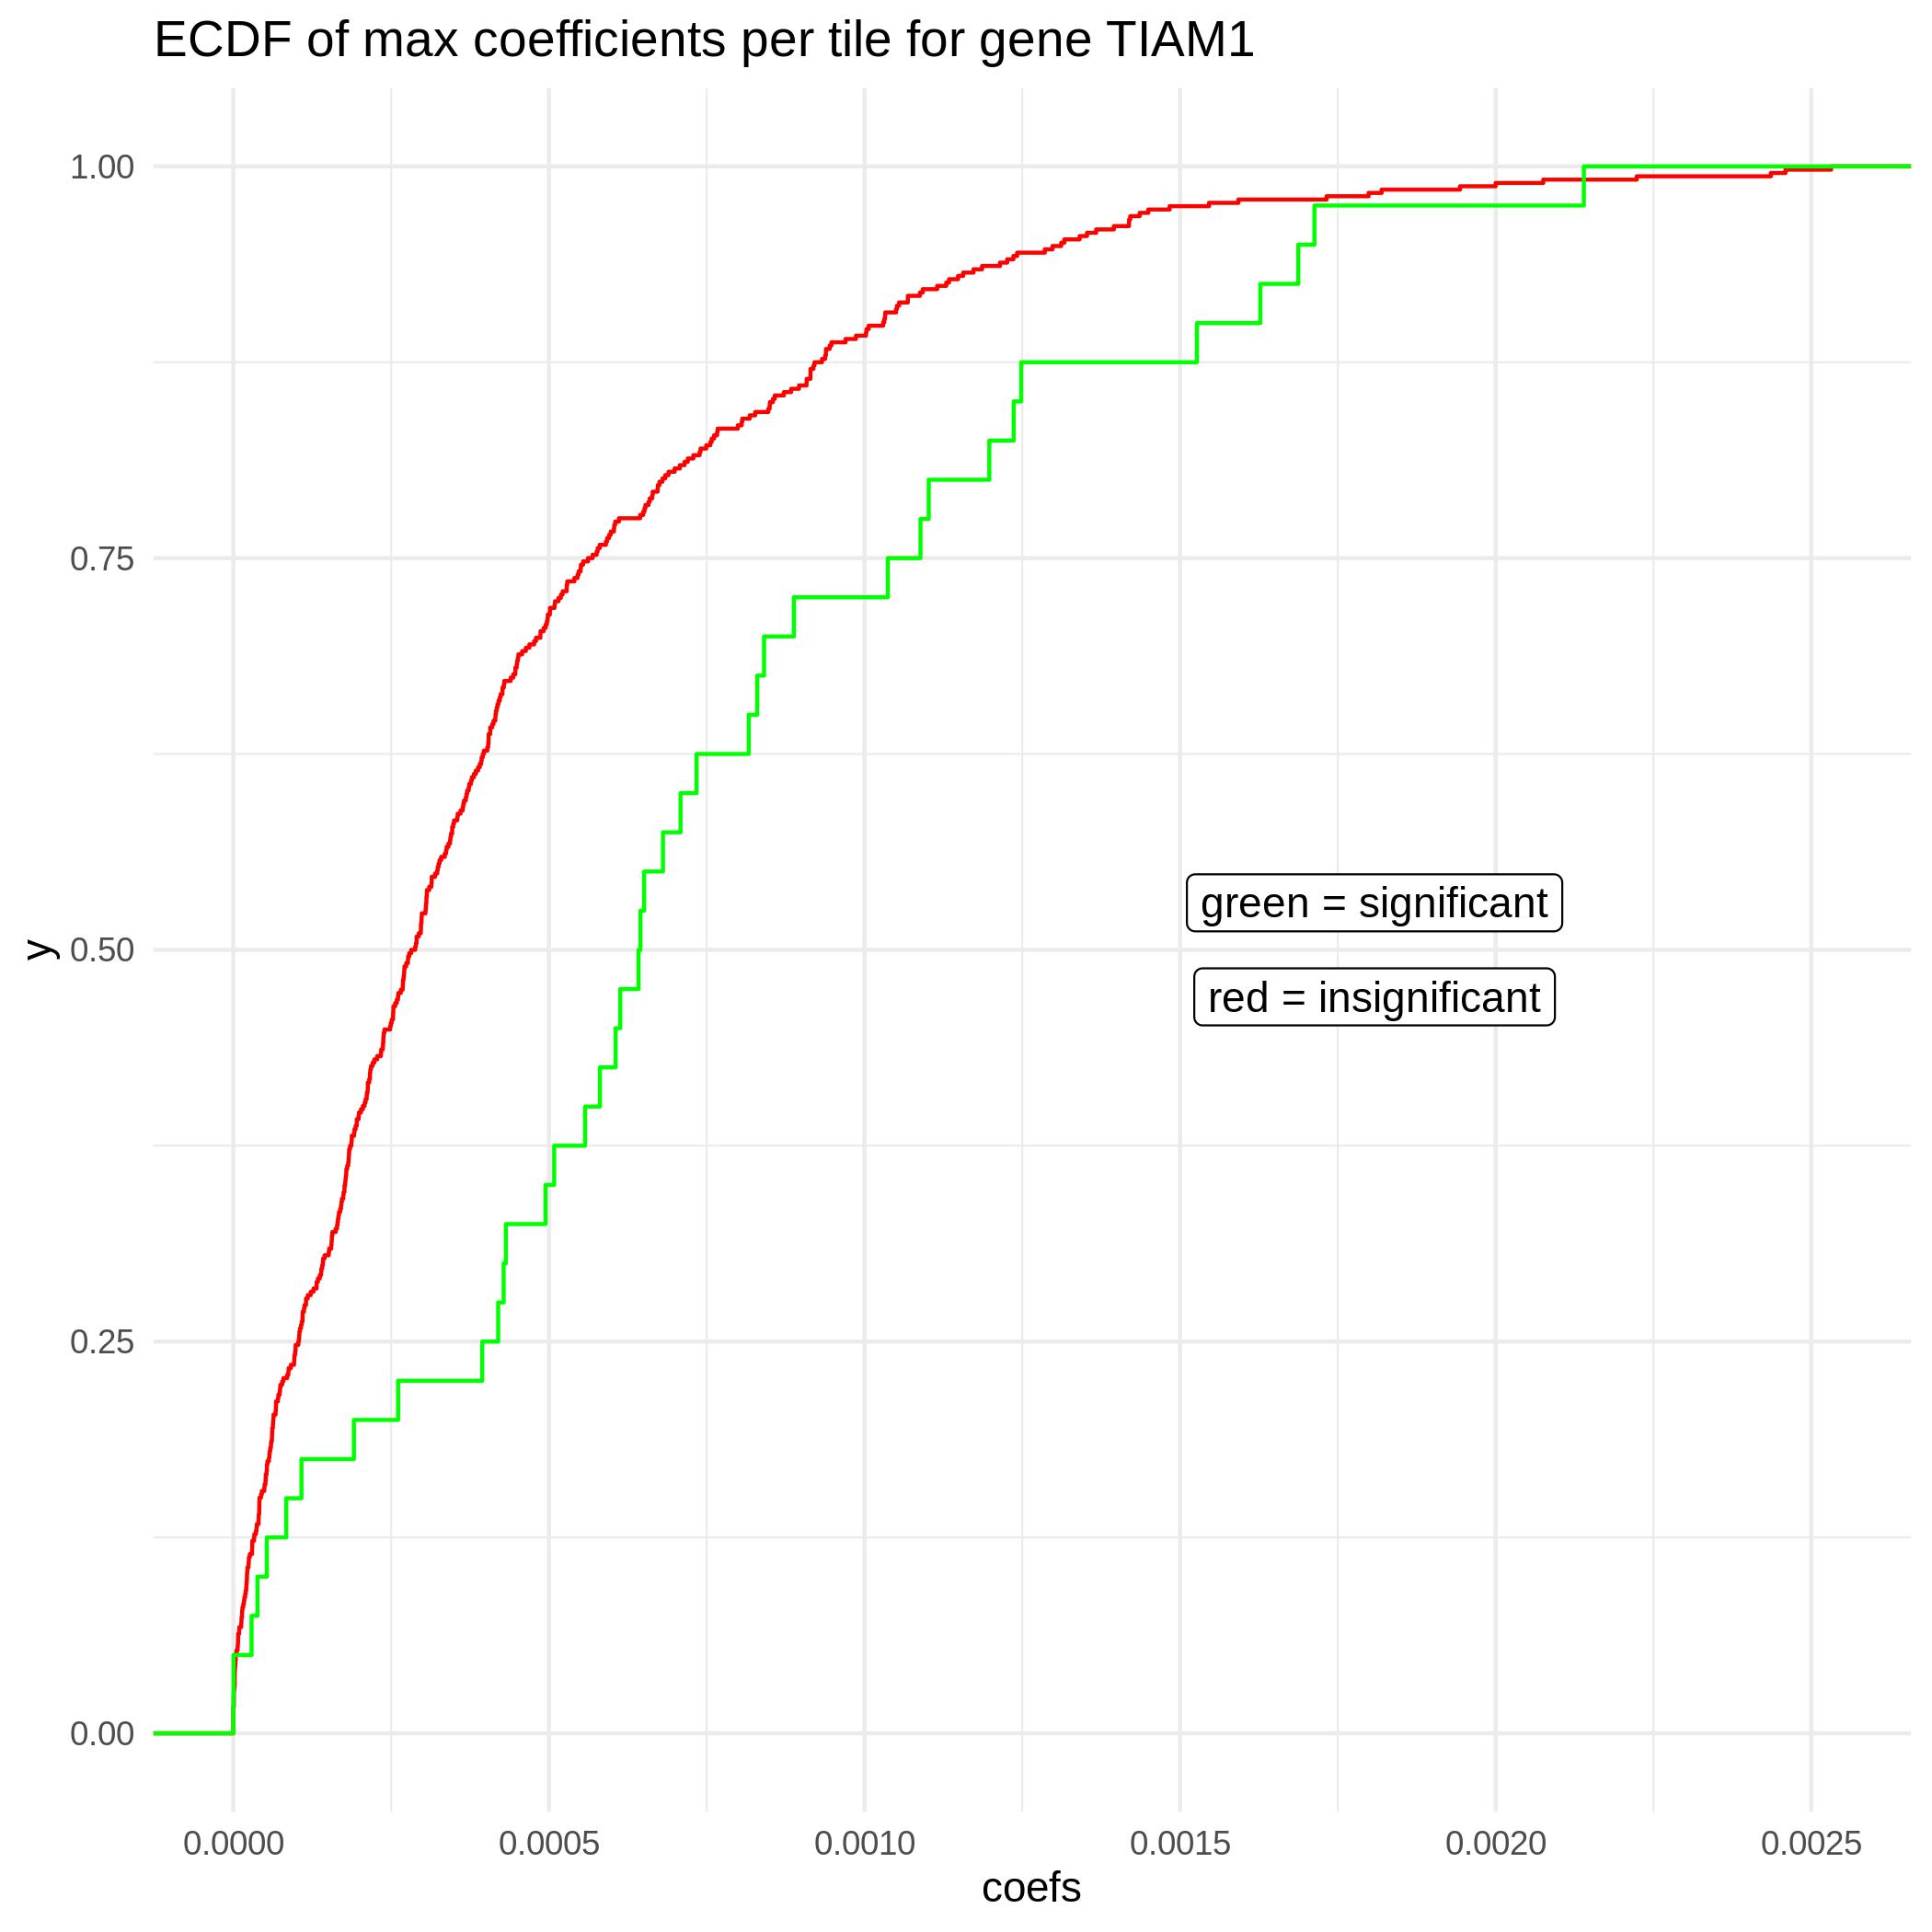 ECDF of max coefficients per tile for gene TIAM1
1.00
0.75
0.50
0.25
0.00
y
green = significant
red = insignificant
0.0000 0.0005 0.0010 0.0015 0.0020 0.0025
coefs